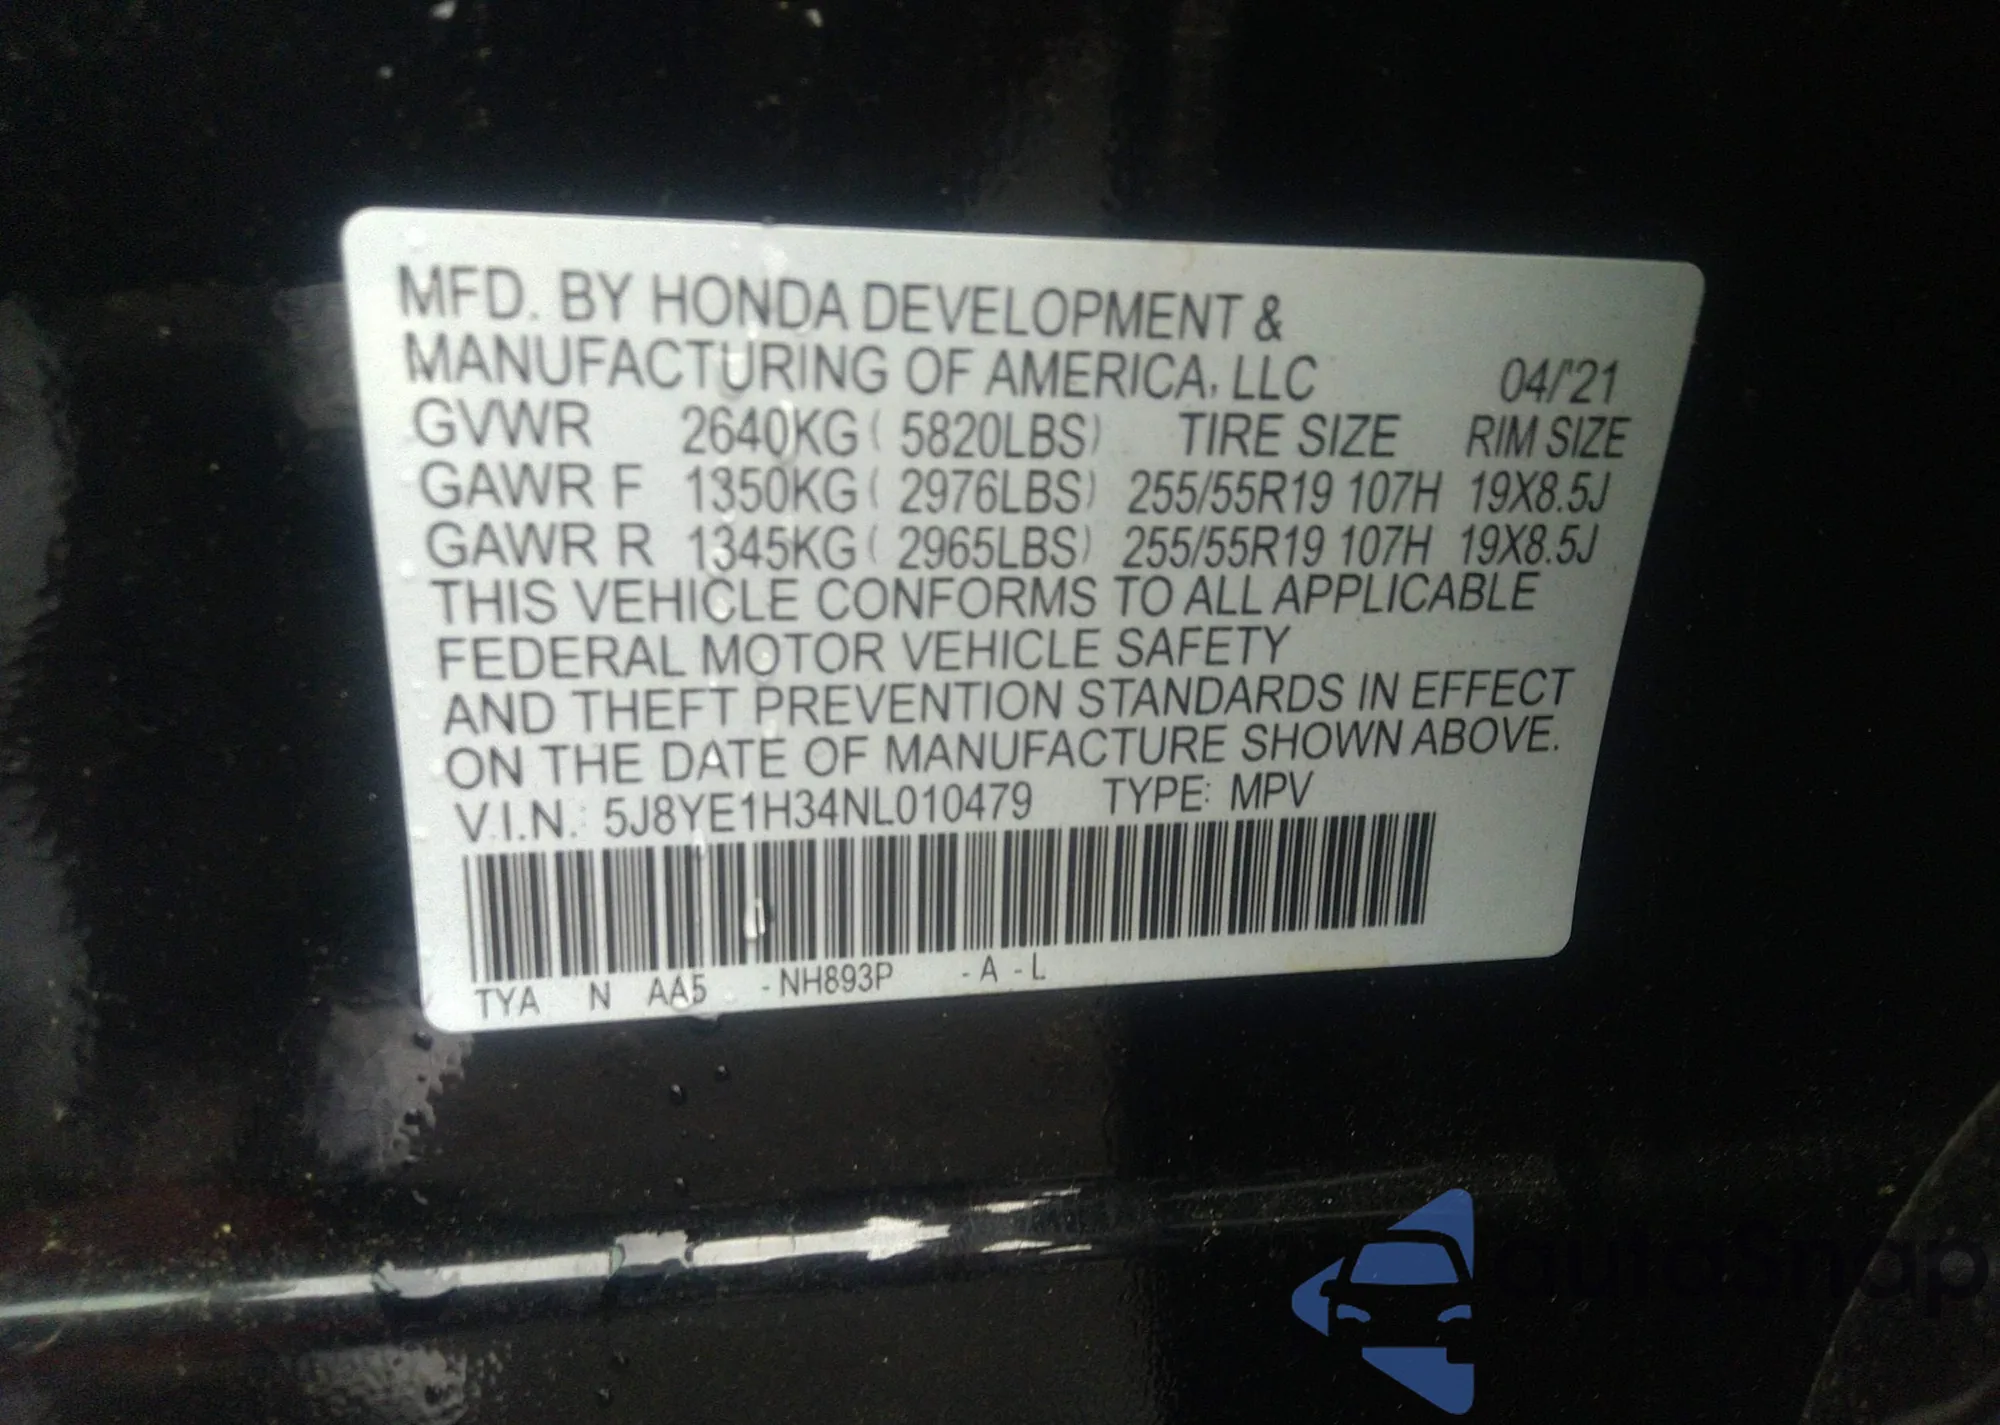 MFD. BY HONDA DEVELOPMENT &
MANUFACTURING OF AMERICA, LLC 04/'21
GVWR 2640KG ( 5820LBS) TIRE SIZE RIM SIZE
GAWR F 1350KG ( 2976LBS) 255/55R19 107H 19X8.5J
GAWR R 1345KG ( 2965LBS) 255/55R19 107H 19X8.5J
THIS VEHICLE CONFORMS TO ALL APPLICABLE
FEDERAL MOTOR VEHICLE SAFETY
AND THEFT PREVENTION STANDARDS IN EFFECT
ON THE DATE OF MANUFACTURE SHOWN ABOVE.
V.I.N.: 5J8YE1H34NL010479 TYPE: MPV
TYA N AA5 - NH893P - A - L
autosnap